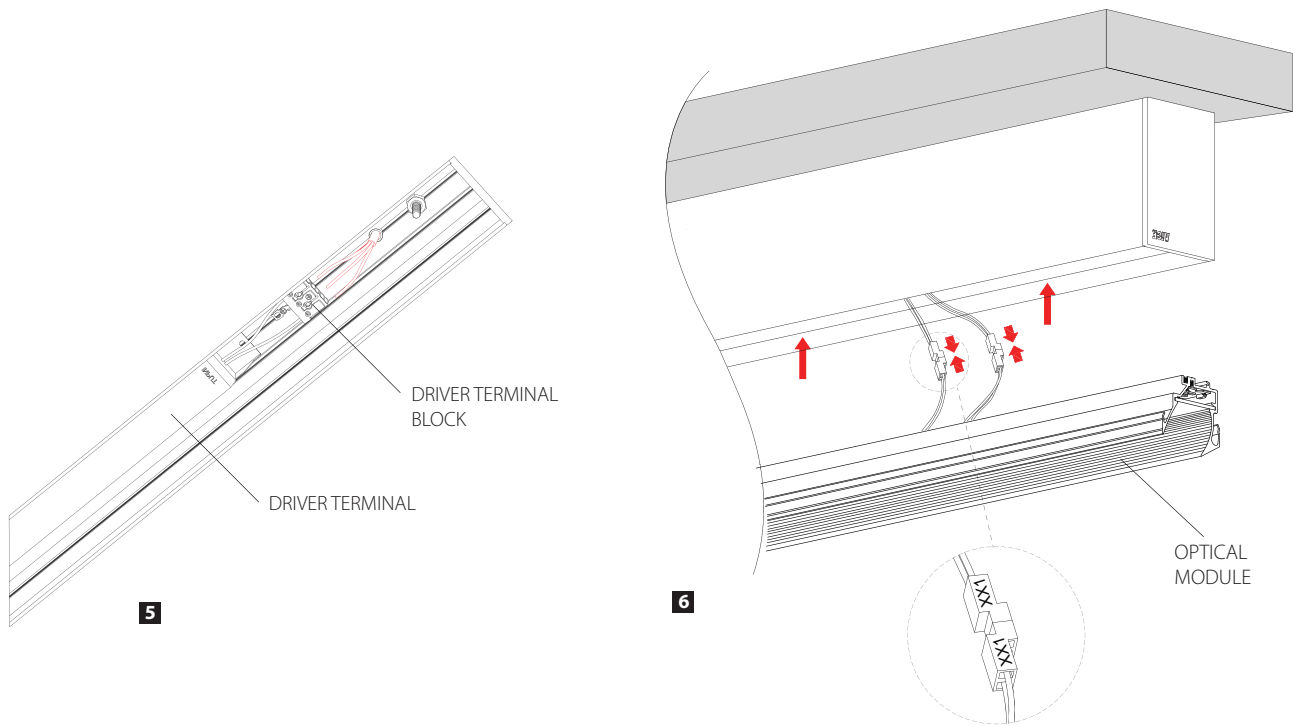 DRIVER TERMINAL
BLOCK
DRIVER TERMINAL
5
OPTICAL
MODULE
6
XX1
XX1